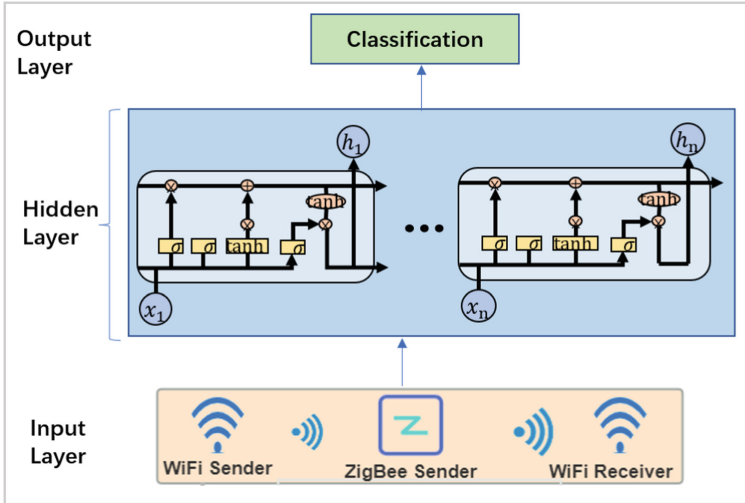 Output
Layer
Classification
h₁
hₙ
× + tanh
× + tanh
Hidden
Layer
× ×
× ×
σ σ tanh σ
σ σ tanh σ
x₁
xₙ
Input
Layer
WiFi Sender
ZigBee Sender
WiFi Receiver